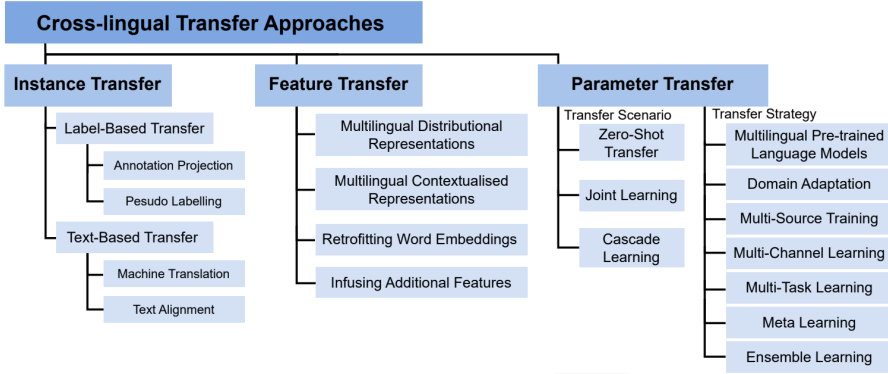 Cross-lingual Transfer Approaches
Instance Transfer
Label-Based Transfer
Annotation Projection
Pesudo Labelling
Text-Based Transfer
Machine Translation
Text Alignment
Feature Transfer
Multilingual Distributional
Representations
Multilingual Contextualised
Representations
Retrofitting Word Embeddings
Infusing Additional Features
Parameter Transfer
Transfer Scenario
Zero-Shot
Transfer
Joint Learning
Cascade
Learning
Transfer Strategy
Multilingual Pre-trained
Language Models
Domain Adaptation
Multi-Source Training
Multi-Channel Learning
Multi-Task Learning
Meta Learning
Ensemble Learning